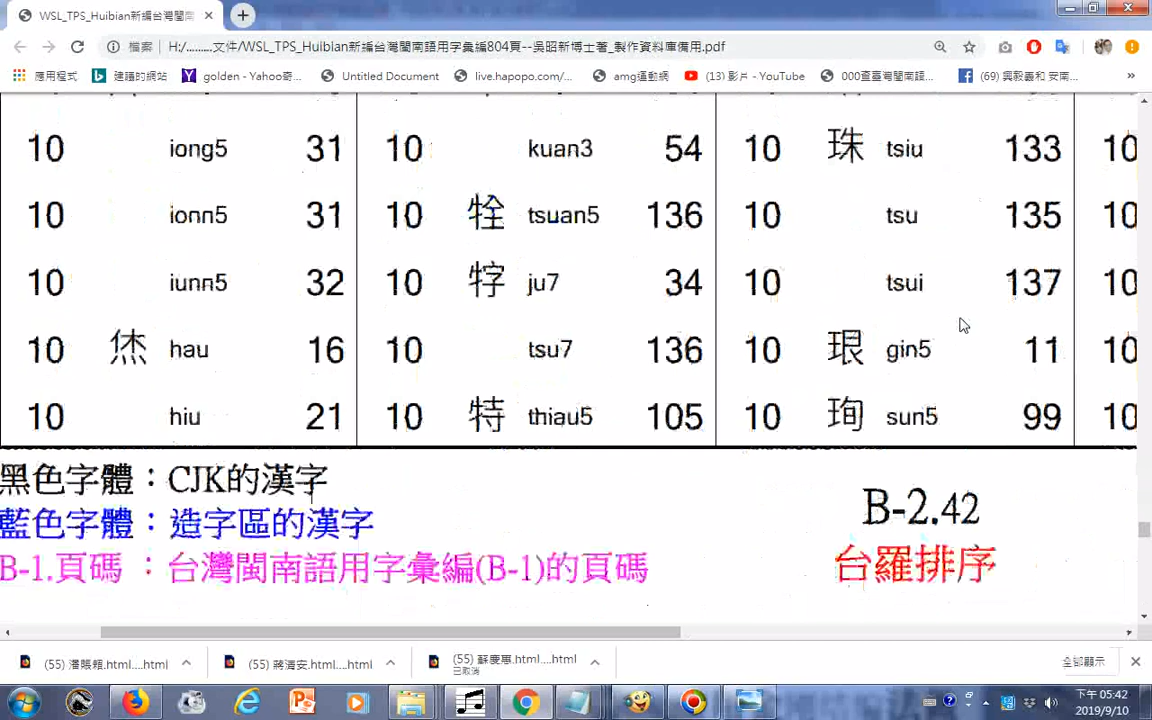 WSL_TPS_Huibian新編台灣閩南
檔案 H:/.........文件/WSL_TPS_Huibian新編台灣閩南語用字彙編804頁--吳昭新博士著_製作資料庫備用.pdf
應用程式 建議的網站 golden - Yahoo奇... Untitled Document live.hapopo.com/... amg運動網 (13) 影片 - YouTube 000查臺灣閩南語... (69) 興毅義和 安南...
10 iong5 31 10 kuan3 54 10 珠 tsiu 133 10
10 ionn5 31 10 牷 tsuan5 136 10 tsu 135 10
10 iunn5 32 10 牸 ju7 34 10 tsui 137 10
10 烋 hau 16 10 tsu7 136 10 珢 gin5 11 10
10 hiu 21 10 特 thiau5 105 10 珣 sun5 99 10
黑色字體：CJK的漢字
藍色字體：造字區的漢字
B-1.頁碼 ：台灣閩南語用字彙編(B-1)的頁碼
B-2.42
台羅排序
(55) 潘賬賴.html....html (55) 蔣海安.html....html (55) 蘇慶專.html....html 全部顯示
已取消
下午 05:42
2019/9/10